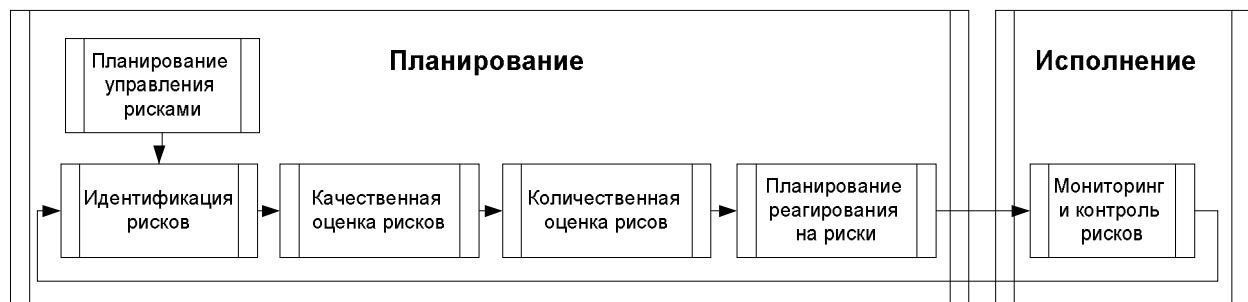 Планирование
Исполнение
Планирование
управления
рисками
Идентификация
рисков
Качественная
оценка рисков
Количественная
оценка рисов
Планирование
реагирования
на риски
Мониторинг
и контроль
рисков